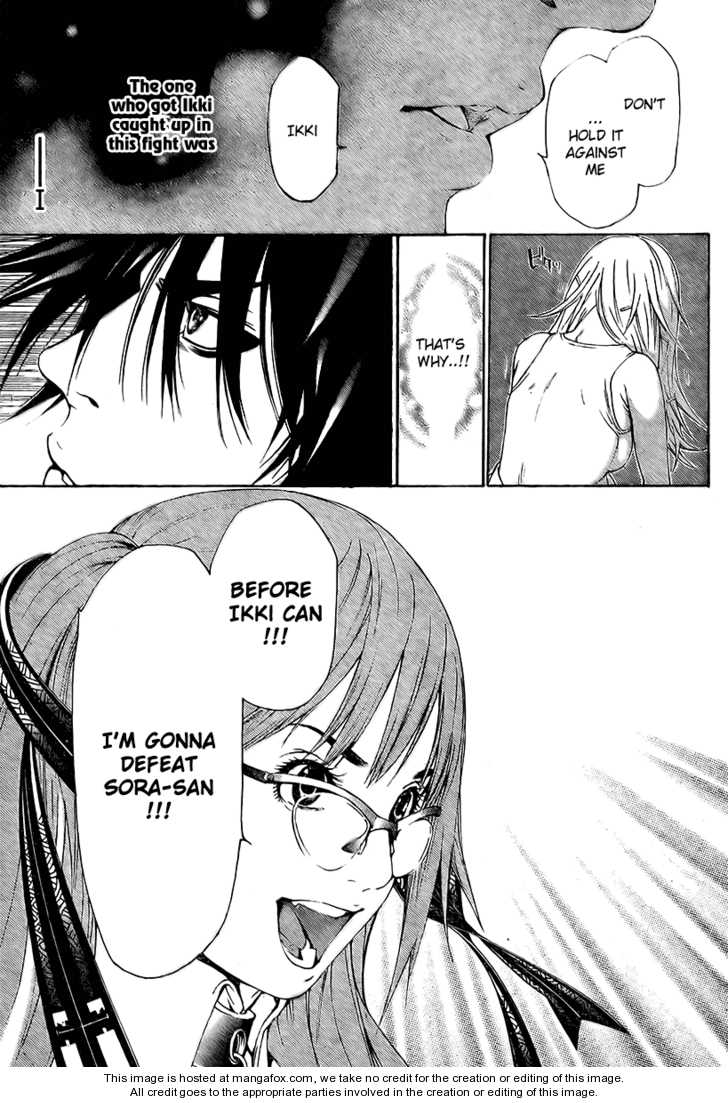 DON'T
...
HOLD IT
AGAINST
ME
IKKI
The one
who got Ikki
caught up in
this fight was
I
ビクッ
THAT'S
WHY..!!
BEFORE
IKKI CAN
!!!
I'M GONNA
DEFEAT
SORA-SAN
!!!
This image is hosted at mangafox.com, we take no credit for the creation or editing of this image.
All credit goes to the appropriate parties involved in the creation or editing of this image.